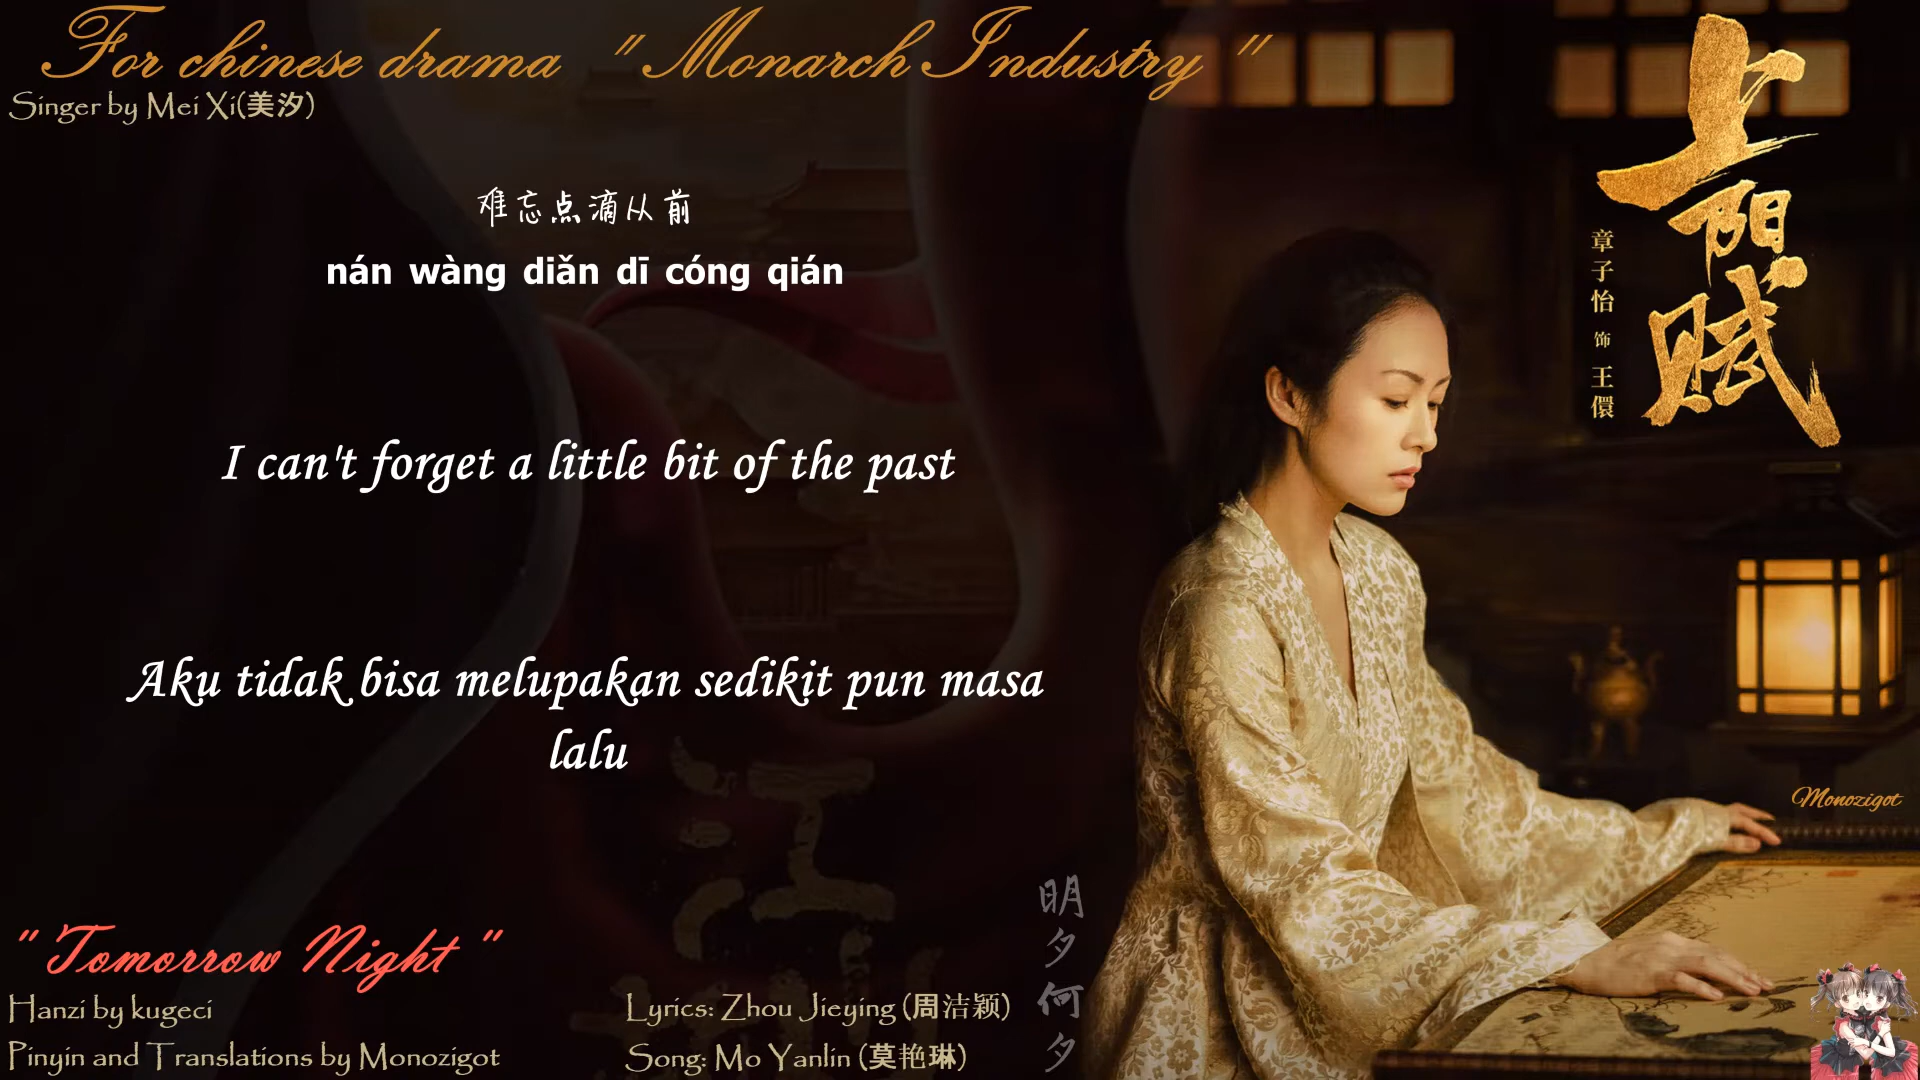 For chinese drama " Monarch Industry "
Singer by Mei Xi(美汐)
难忘点滴从前
nán wàng diǎn dī cóng qián
I can't forget a little bit of the past
Aku tidak bisa melupakan sedikit pun masa
lalu
上阳赋
章子怡 饰 王儇
Monozigot
明夕何夕
" Tomorrow Night "
Hanzi by kugeci
Pinyin and Translations by Monozigot
Lyrics: Zhou Jieying (周洁颖)
Song: Mo Yanlin (莫艳琳)